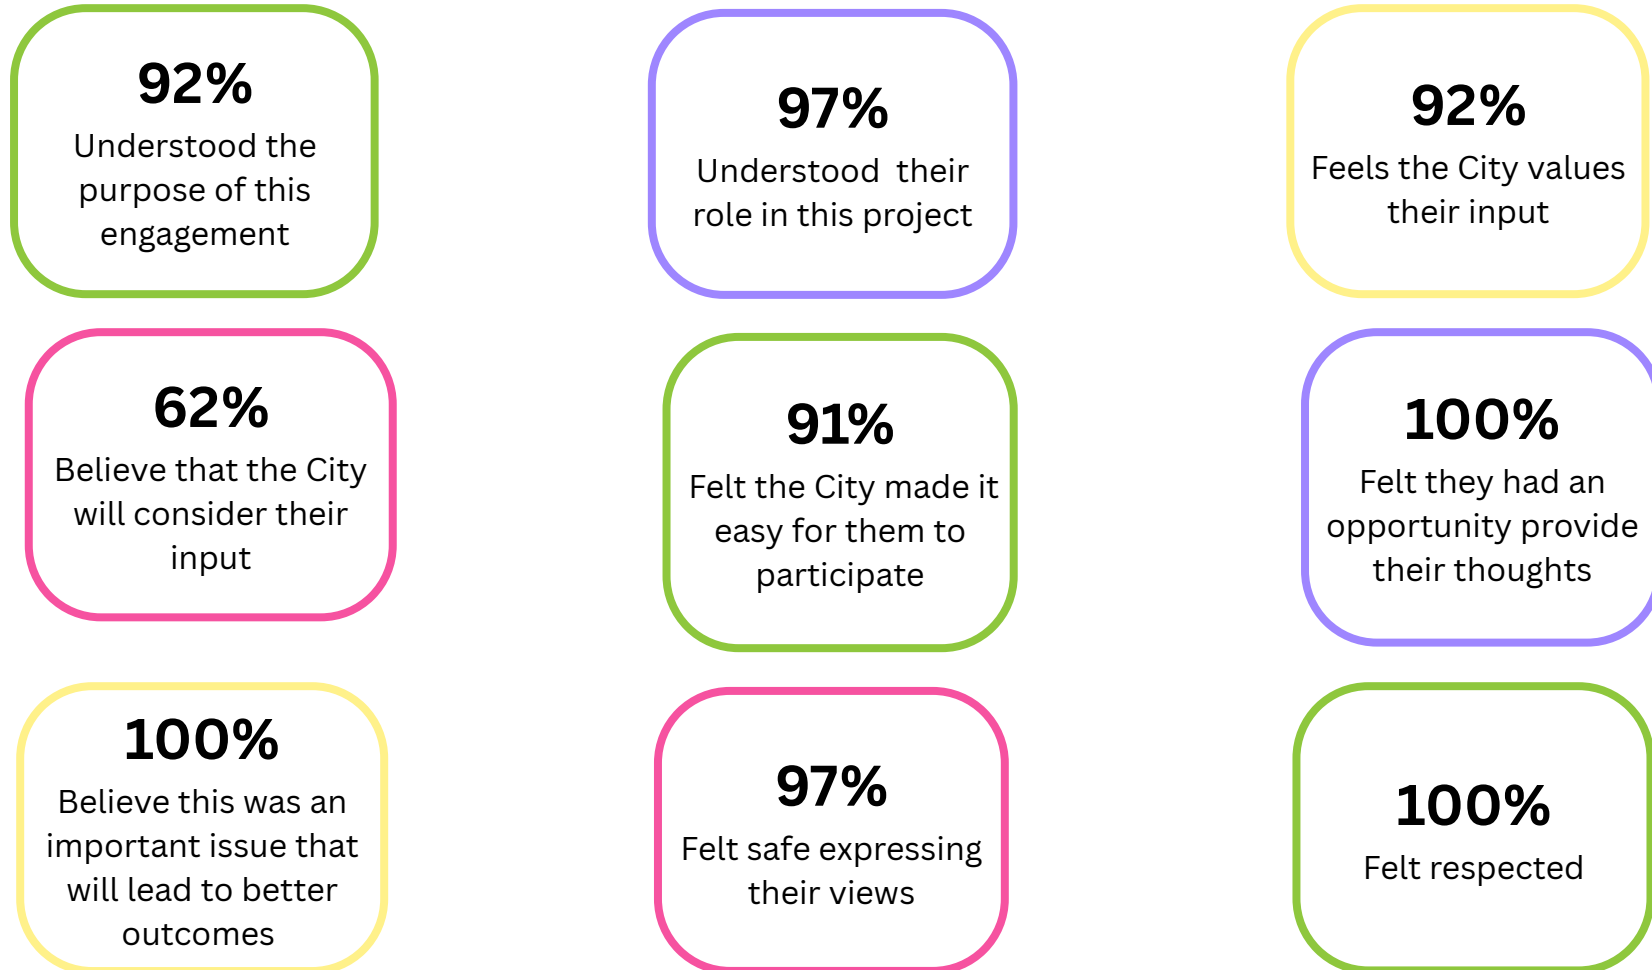 92%
Understood the
purpose of this
engagement
97%
Understood their
role in this project
92%
Feels the City values
their input
62%
Believe that the City
will consider their
input
91%
Felt the City made it
easy for them to
participate
100%
Felt they had an
opportunity provide
their thoughts
100%
Believe this was an
important issue that
will lead to better
outcomes
97%
Felt safe expressing
their views
100%
Felt respected